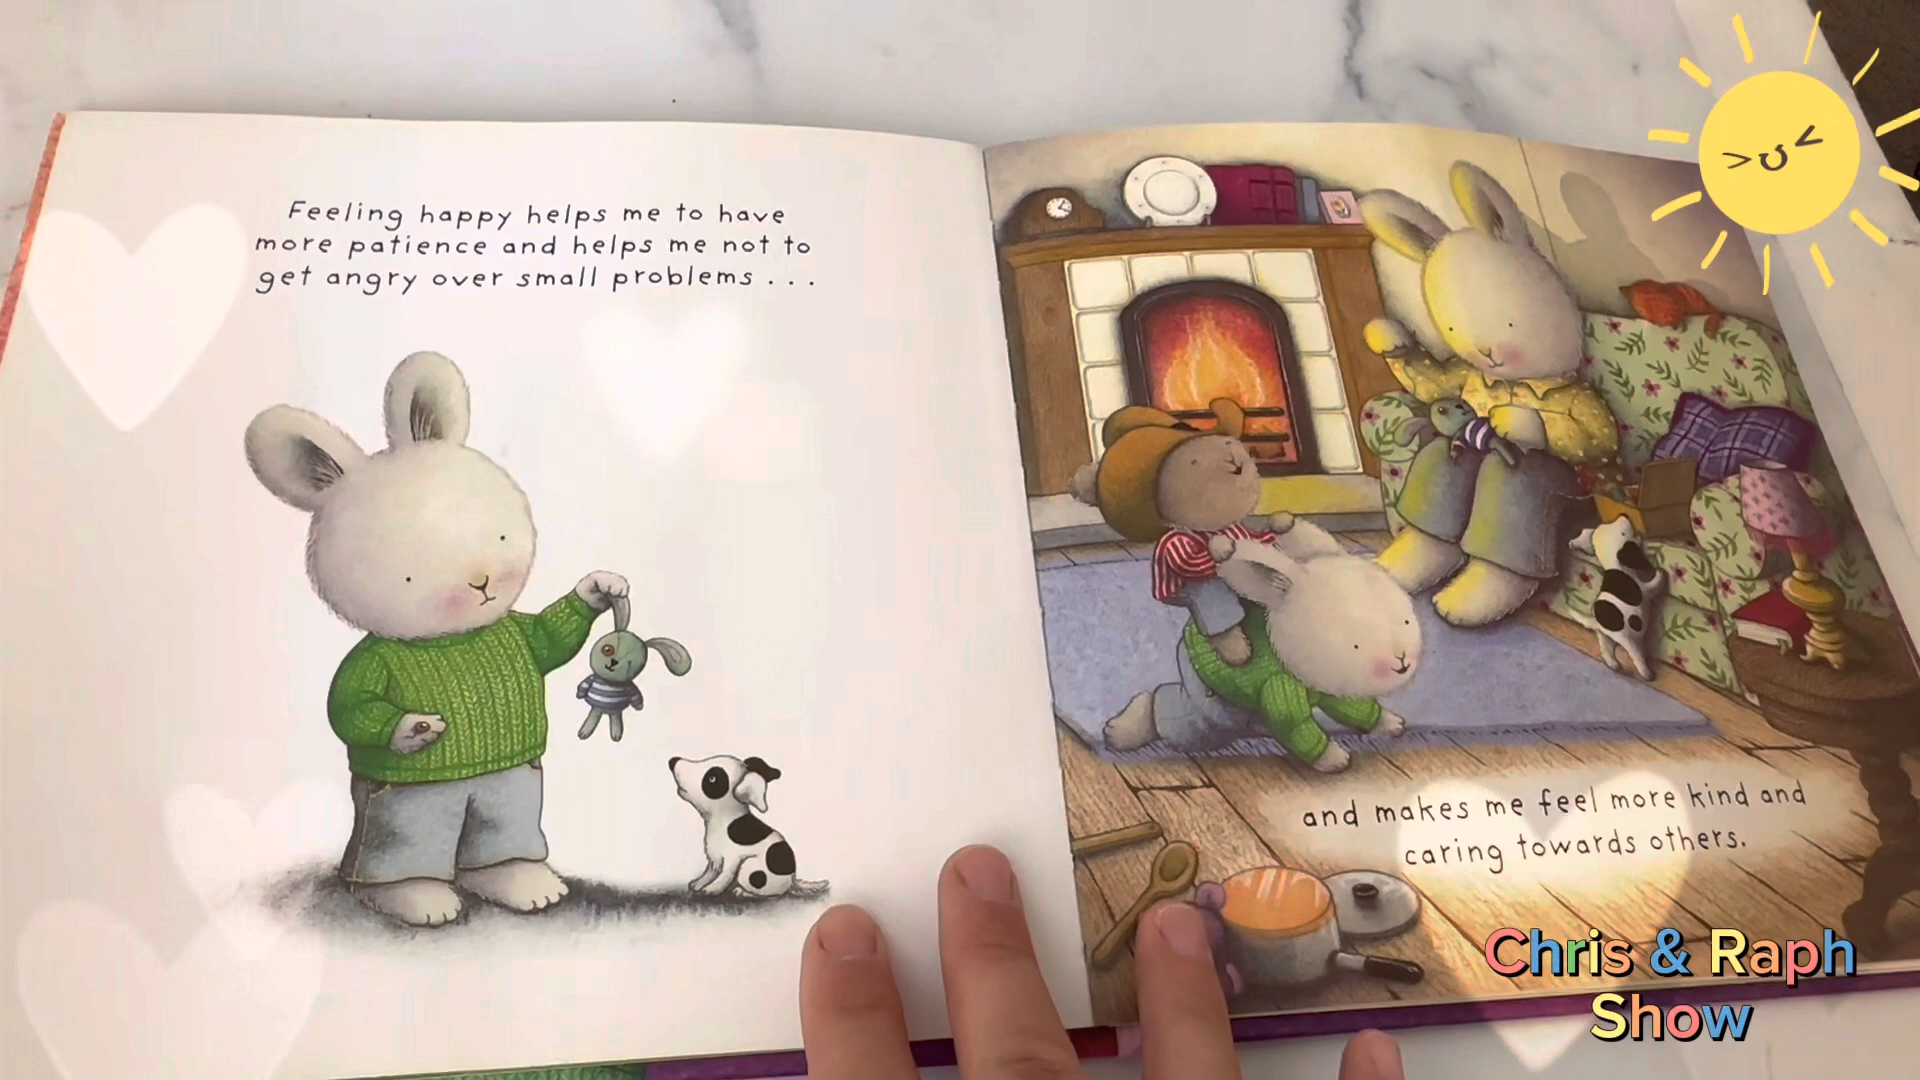 Feeling happy helps me to have
more patience and helps me not to
get angry over small problems . . .
and makes me feel more kind and
caring towards others.
Chris & Raph
Show